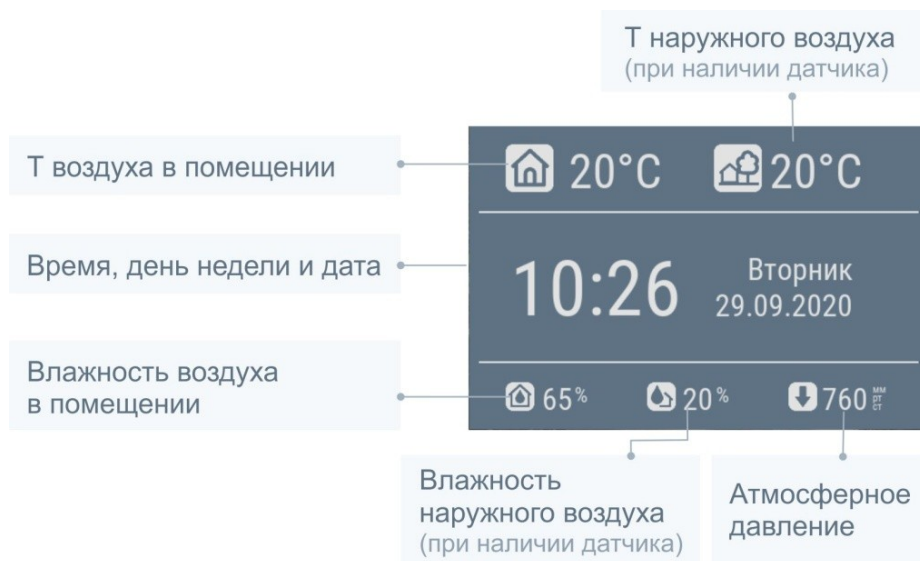 Т наружного воздуха
(при наличии датчика)
Т воздуха в помещении
20°C 20°C
Время, день недели и дата
10:26
Вторник
29.09.2020
Влажность воздуха
в помещении
65% 20% 760 мм рт ст
Влажность
наружного воздуха
(при наличии датчика)
Атмосферное
давление